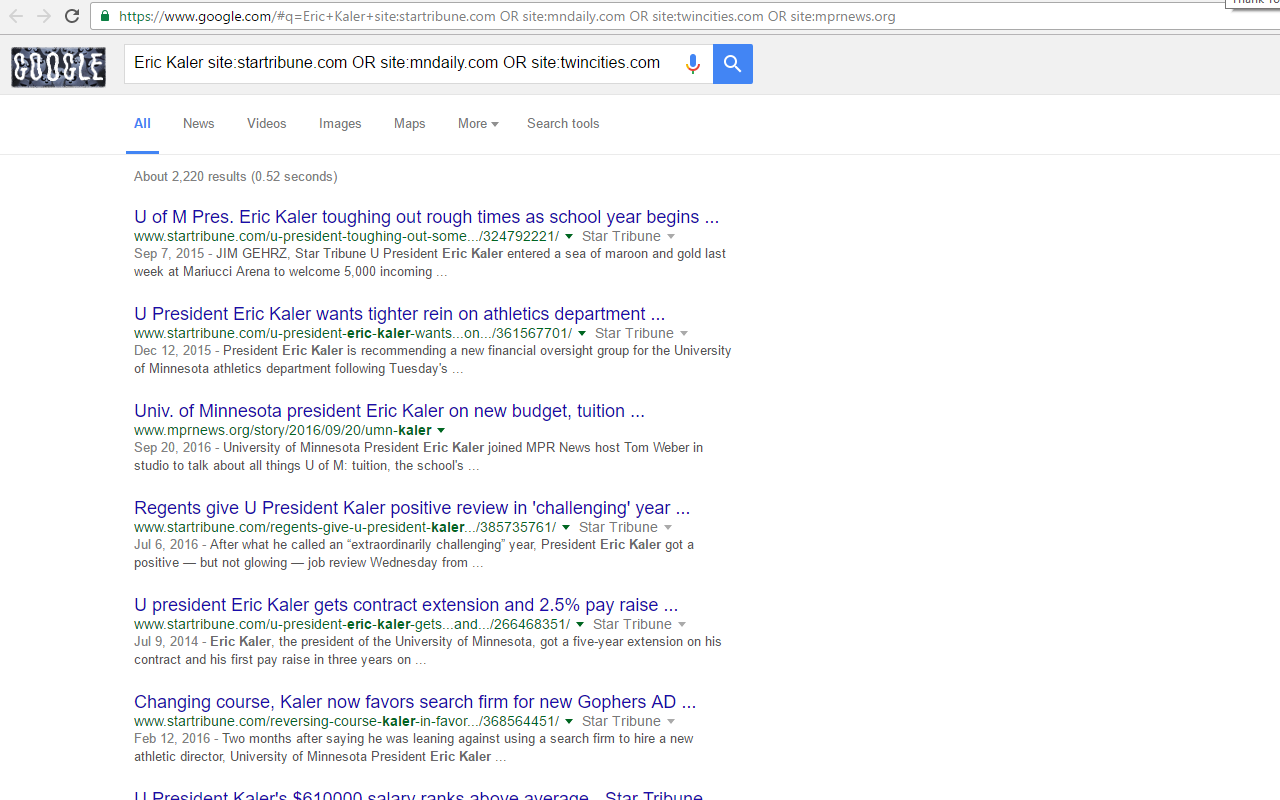 Thank To
https://www.google.com/#q=Eric+Kaler+site:startribune.com OR site:mndaily.com OR site:twincities.com OR site:mprnews.org
GOOGLE
Eric Kaler site:startribune.com OR site:mndaily.com OR site:twincities.com
All News Videos Images Maps More Search tools
About 2,220 results (0.52 seconds)
U of M Pres. Eric Kaler toughing out rough times as school year begins ...
www.startribune.com/u-president-toughing-out-some.../324792221/ Star Tribune
Sep 7, 2015 - JIM GEHRZ, Star Tribune U President Eric Kaler entered a sea of maroon and gold last
week at Mariucci Arena to welcome 5,000 incoming ...
U President Eric Kaler wants tighter rein on athletics department ...
www.startribune.com/u-president-eric-kaler-wants...on.../361567701/ Star Tribune
Dec 12, 2015 - President Eric Kaler is recommending a new financial oversight group for the University
of Minnesota athletics department following Tuesday's ...
Univ. of Minnesota president Eric Kaler on new budget, tuition ...
www.mprnews.org/story/2016/09/20/umn-kaler
Sep 20, 2016 - University of Minnesota President Eric Kaler joined MPR News host Tom Weber in
studio to talk about all things U of M: tuition, the school's ...
Regents give U President Kaler positive review in 'challenging' year ...
www.startribune.com/regents-give-u-president-kaler.../385735761/ Star Tribune
Jul 6, 2016 - After what he called an “extraordinarily challenging” year, President Eric Kaler got a
positive — but not glowing — job review Wednesday from ...
U president Eric Kaler gets contract extension and 2.5% pay raise ...
www.startribune.com/u-president-eric-kaler-gets...and.../266468351/ Star Tribune
Jul 9, 2014 - Eric Kaler, the president of the University of Minnesota, got a five-year extension on his
contract and his first pay raise in three years on ...
Changing course, Kaler now favors search firm for new Gophers AD ...
www.startribune.com/reversing-course-kaler-in-favor.../368564451/ Star Tribune
Feb 12, 2016 - Two months after saying he was leaning against using a search firm to hire a new
athletic director, University of Minnesota President Eric Kaler ...
U President Kaler's $610000 salary ranks above average - Star Tribune